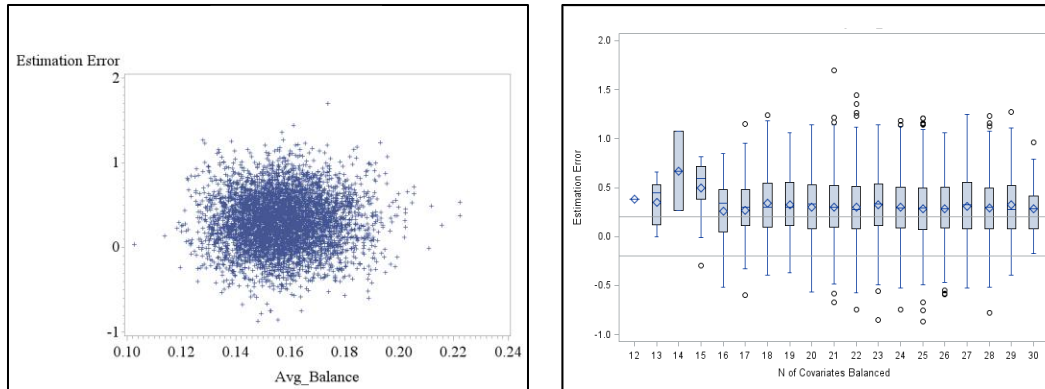 Estimation Error
2
1
0
-1
0.10 0.12 0.14 0.16 0.18 0.20 0.22 0.24
Avg_Balance
2.0
1.5
1.0
0.5
0.0
-0.5
-1.0
Estimation Error
12 13 14 15 16 17 18 19 20 21 22 23 24 25 26 27 28 29 30
N of Covariates Balanced